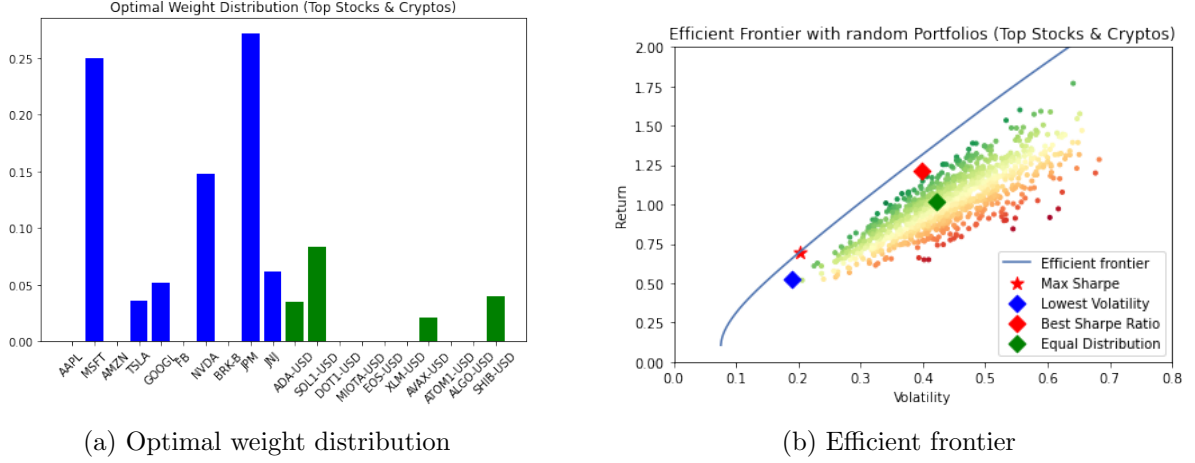 Optimal Weight Distribution (Top Stocks & Cryptos)
0.25
0.20
0.15
0.10
0.05
0.00
AAPL
MSFT
AMZN
TSLA
GOOGL
FB
NVDA
BRK-B
JPM
JNJ
ADA-USD
SOL1-USD
DOT1-USD
MIOTA-USD
EOS-USD
XLM-USD
AVAX-USD
ATOM1-USD
ALGO-USD
SHIB-USD
(a) Optimal weight distribution
Efficient Frontier with random Portfolios (Top Stocks & Cryptos)
Return
2.00
1.75
1.50
1.25
1.00
0.75
0.50
0.25
0.00
0.0 0.1 0.2 0.3 0.4 0.5 0.6 0.7 0.8
Volatility
Efficient frontier
Max Sharpe
Lowest Volatility
Best Sharpe Ratio
Equal Distribution
(b) Efficient frontier